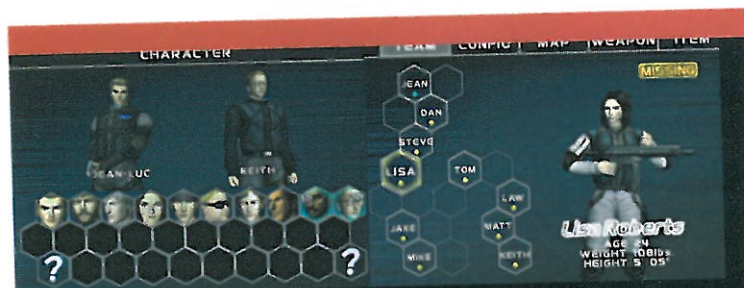 CHARACTER
JEAN-LUC
KEITH
?
?
TEAM
CONFIG
MAP
WEAPON
ITEM
MISSING
JEAN
DAN
STEVE
LISA
TOM
LAW
JAKE
MATT
MIKE
KEITH
Lisa Roberts
AGE 24
WEIGHT 108lbs.
HEIGHT 5' 05"